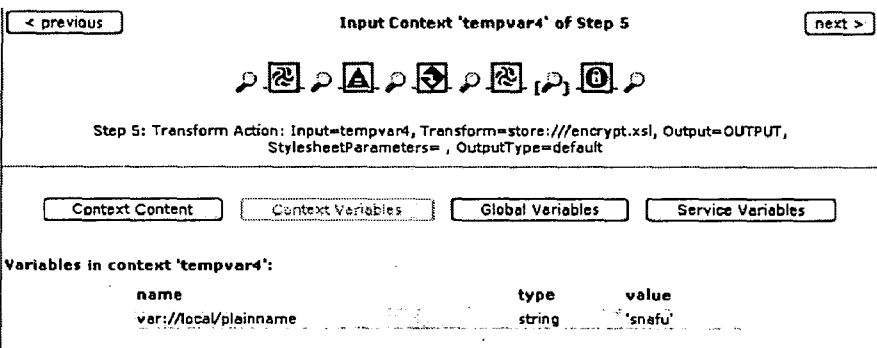 < previous
Input Context 'tempvar4' of Step 5
next >
Step 5: Transform Action: Input=tempvar4, Transform=store:///encrypt.xsl, Output=OUTPUT,
StylesheetParameters= , OutputType=default
Context Content
Context Variables
Global Variables
Service Variables
Variables in context 'tempvar4':
name type value
var://local/plainname string 'snafu'